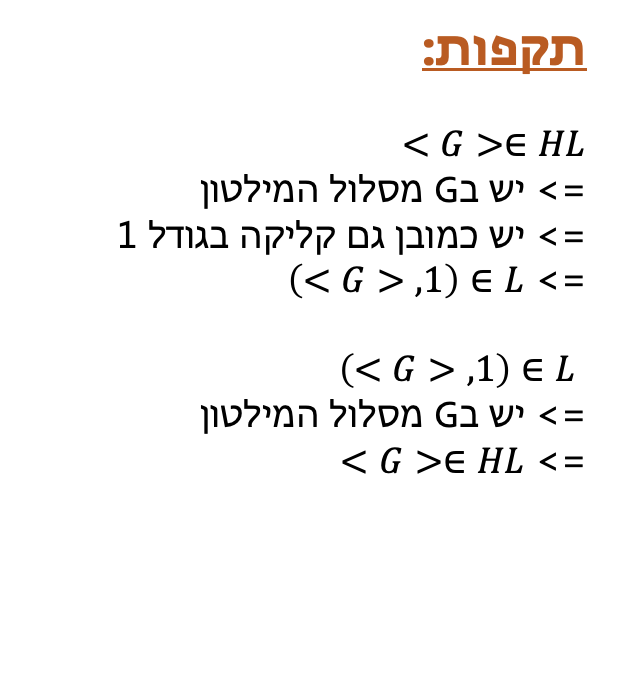 תקפות:
< G >∈ HL
=> יש בG מסלול המילטון
=> יש כמובן גם קליקה בגודל 1
=> (< G > ,1) ∈ L
(< G > ,1) ∈ L
=> יש בG מסלול המילטון
=> < G >∈ HL